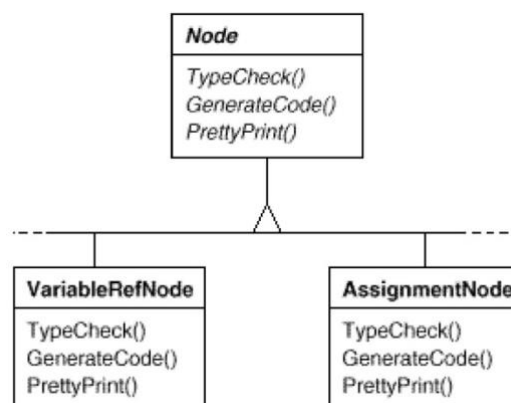 Node
TypeCheck()
GenerateCode()
PrettyPrint()
VariableRefNode
TypeCheck()
GenerateCode()
PrettyPrint()
AssignmentNode
TypeCheck()
GenerateCode()
PrettyPrint()